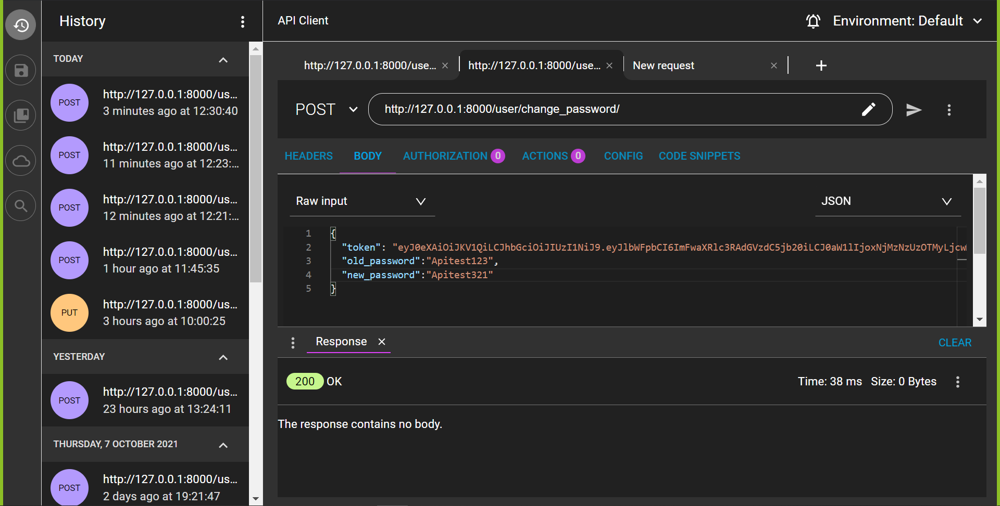 History
API Client
Environment: Default
TODAY
POST
http://127.0.0.1:8000/us...
3 minutes ago at 12:30:40
POST
http://127.0.0.1:8000/us...
11 minutes ago at 12:23:...
POST
http://127.0.0.1:8000/us...
12 minutes ago at 12:21:...
POST
http://127.0.0.1:8000/us...
1 hour ago at 11:45:35
PUT
http://127.0.0.1:8000/us...
3 hours ago at 10:00:25
YESTERDAY
POST
http://127.0.0.1:8000/us...
23 hours ago at 13:24:11
THURSDAY, 7 OCTOBER 2021
POST
http://127.0.0.1:8000/us...
2 days ago at 19:21:47
http://127.0.0.1:8000/use... × http://127.0.0.1:8000/use... × New request × +
POST http://127.0.0.1:8000/user/change_password/
HEADERS BODY AUTHORIZATION 0 ACTIONS 0 CONFIG CODE SNIPPETS
Raw input JSON
1 {
2 "token": "eyJ0eXAiOiJKV1QiLCJhbGciOiJIUzI1NiJ9.eyJlbWFpbCI6ImFwaXRlc3RAdGVzdC5jb20iLCJ0aW1lIjoxNjMzNzUzOTMyLjcw
3 "old_password":"Apitest123",
4 "new_password":"Apitest321"
5 }
Response × CLEAR
200 OK Time: 38 ms Size: 0 Bytes
The response contains no body.